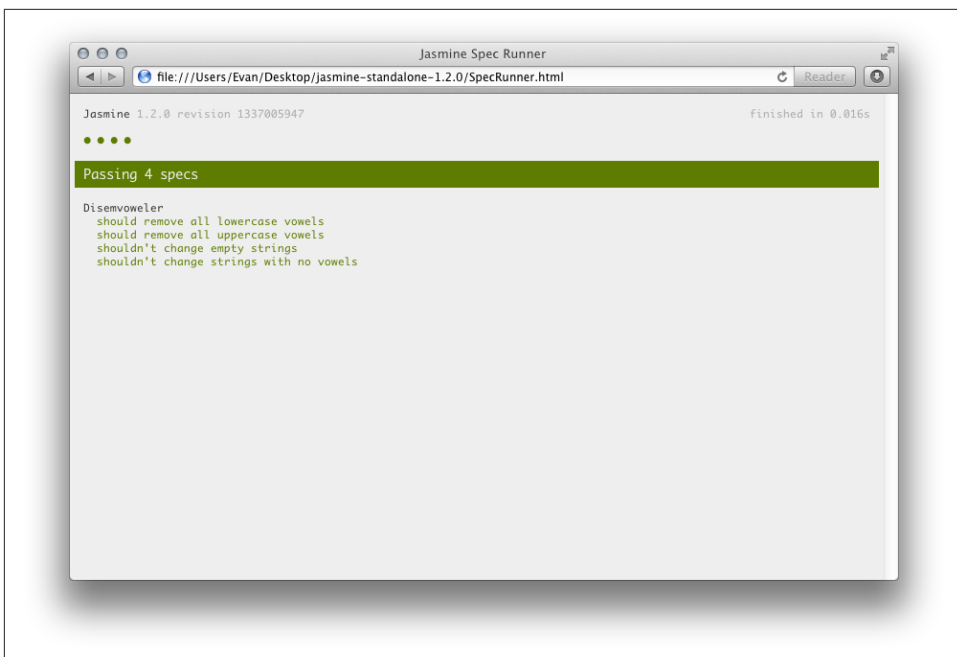 Jasmine Spec Runner
file:///Users/Evan/Desktop/jasmine-standalone-1.2.0/SpecRunner.html
Reader
Jasmine 1.2.0 revision 1337005947
finished in 0.016s
Passing 4 specs
Disemvoweler
should remove all lowercase vowels
should remove all uppercase vowels
shouldn't change empty strings
shouldn't change strings with no vowels